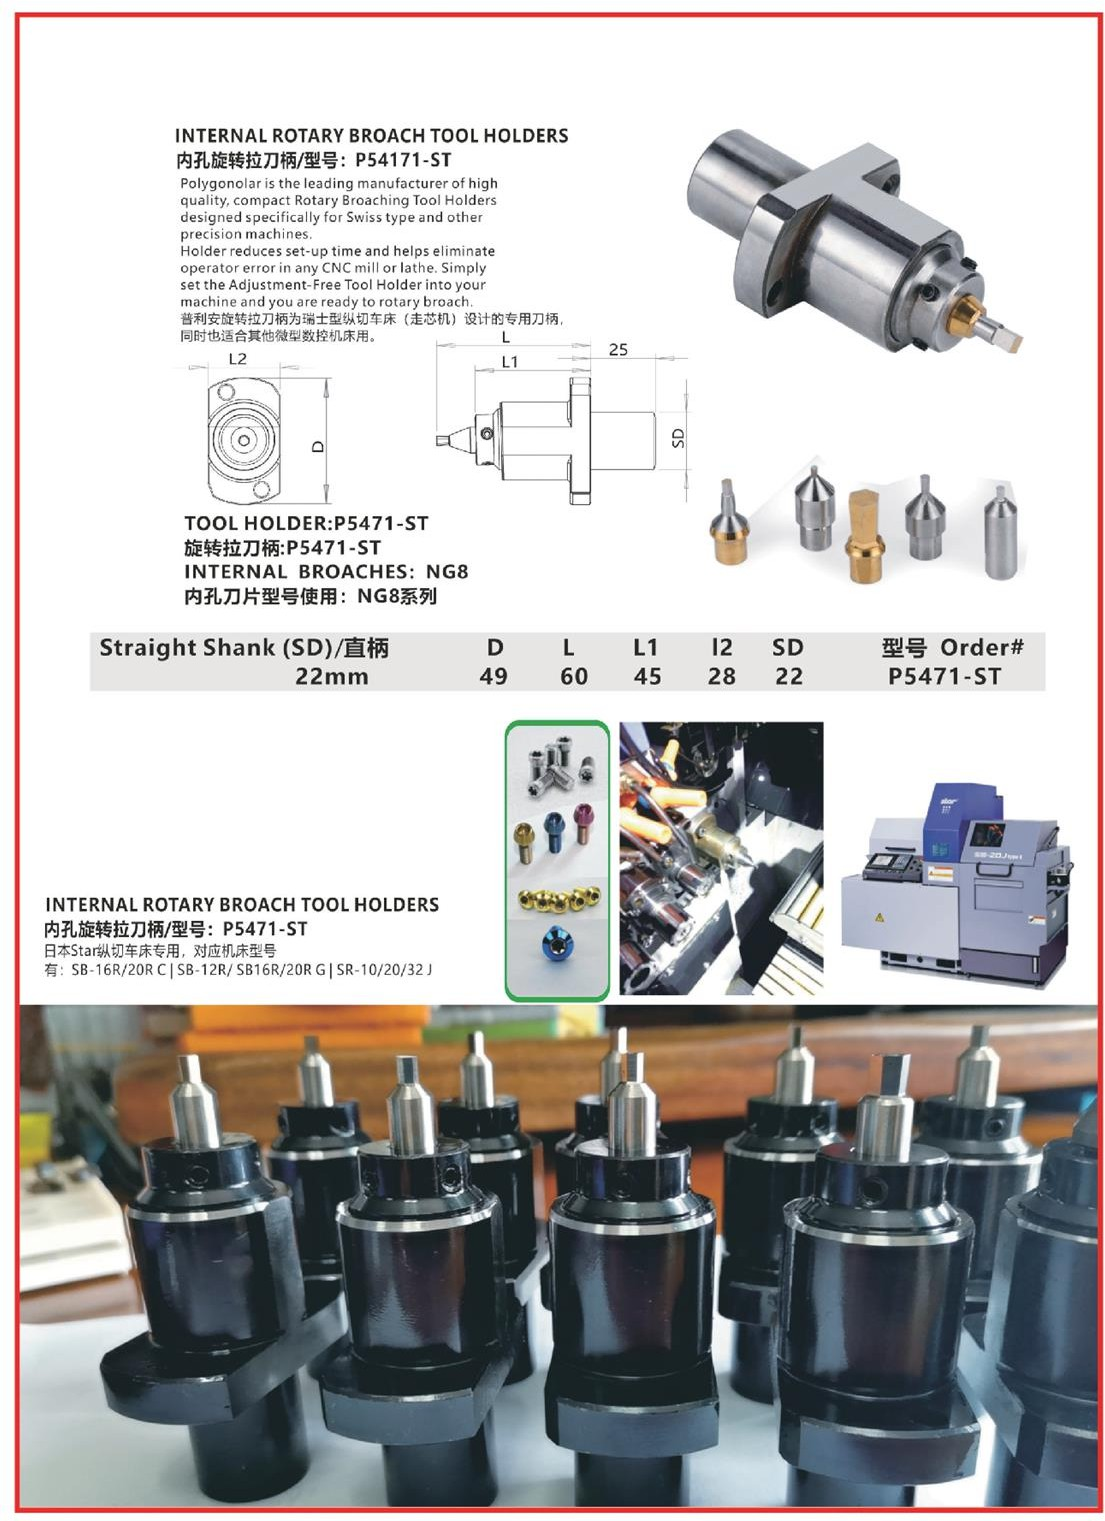 INTERNAL ROTARY BROACH TOOL HOLDERS
内孔旋转拉刀柄/型号：P54171-ST
Polygonolar is the leading manufacturer of high
quality, compact Rotary Broaching Tool Holders
designed specifically for Swiss type and other
precision machines.
Holder reduces set-up time and helps eliminate
operator error in any CNC mill or lathe. Simply
set the Adjustment-Free Tool Holder into your
machine and you are ready to rotary broach.
普利安旋转拉刀柄为瑞士型纵切车床（走芯机）设计的专用刀柄，
同时也适合其他微型数控机床用。
L2
D
L
L1
25
SD
TOOL HOLDER:P5471-ST
旋转拉刀柄:P5471-ST
INTERNAL BROACHES: NG8
内孔刀片型号使用：NG8系列
Straight Shank (SD)/直柄 D L L1 l2 SD 型号 Order#
22mm 49 60 45 28 22 P5471-ST
star
SB-20J type 1
INTERNAL ROTARY BROACH TOOL HOLDERS
内孔旋转拉刀柄/型号：P5471-ST
日本Star纵切车床专用，对应机床型号
有：SB-16R/20R C | SB-12R/ SB16R/20R G | SR-10/20/32 J